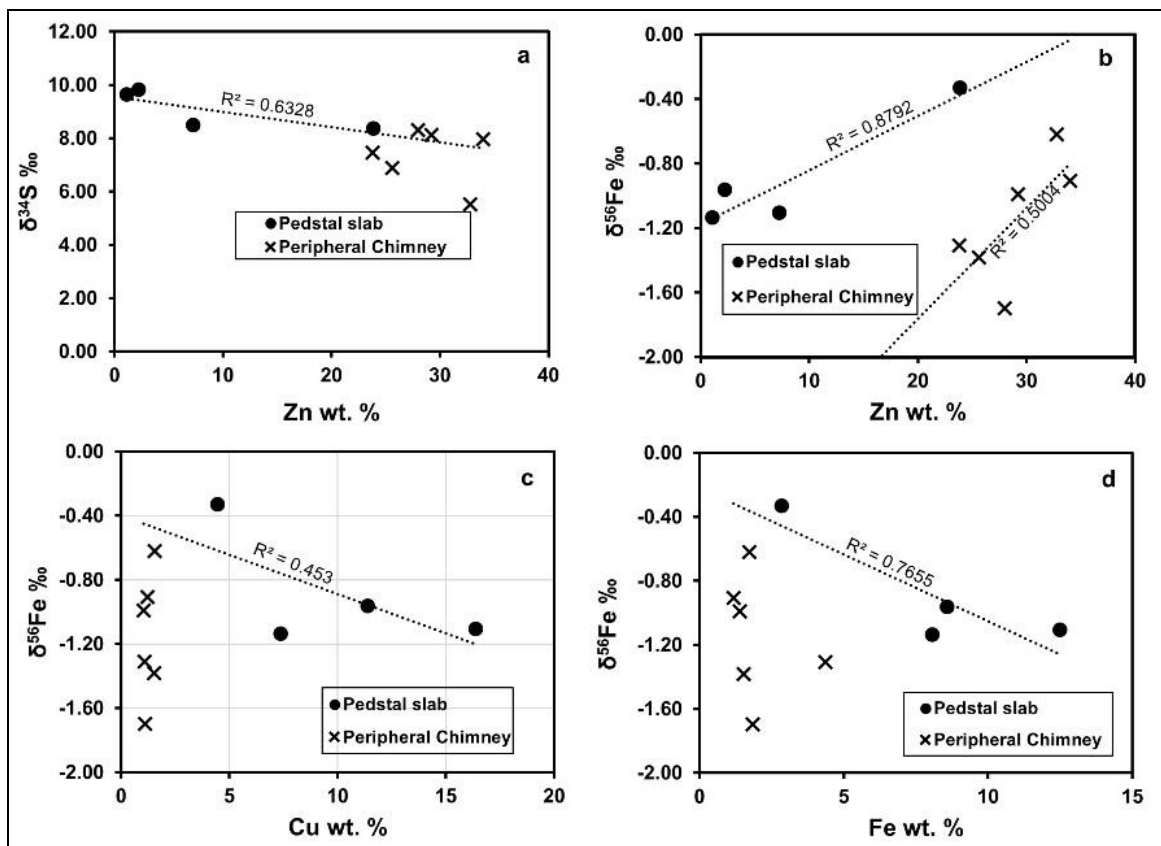 12.00
10.00
8.00
6.00
4.00
2.00
0.00
δ³⁴S ‰
a
R² = 0.6328
Pedstal slab
Peripheral Chimney
0 10 20 30 40
Zn wt. %
0.00
-0.40
-0.80
-1.20
-1.60
-2.00
δ⁵⁶Fe ‰
b
R² = 0.8792
R² = 0.5004
Pedstal slab
Peripheral Chimney
0 10 20 30 40
Zn wt. %
0.00
-0.40
-0.80
-1.20
-1.60
-2.00
δ⁵⁶Fe ‰
c
R² = 0.453
Pedstal slab
Peripheral Chimney
0 5 10 15 20
Cu wt. %
0.00
-0.40
-0.80
-1.20
-1.60
-2.00
δ⁵⁶Fe ‰
d
R² = 0.7655
Pedstal slab
Peripheral Chimney
0 5 10 15
Fe wt. %